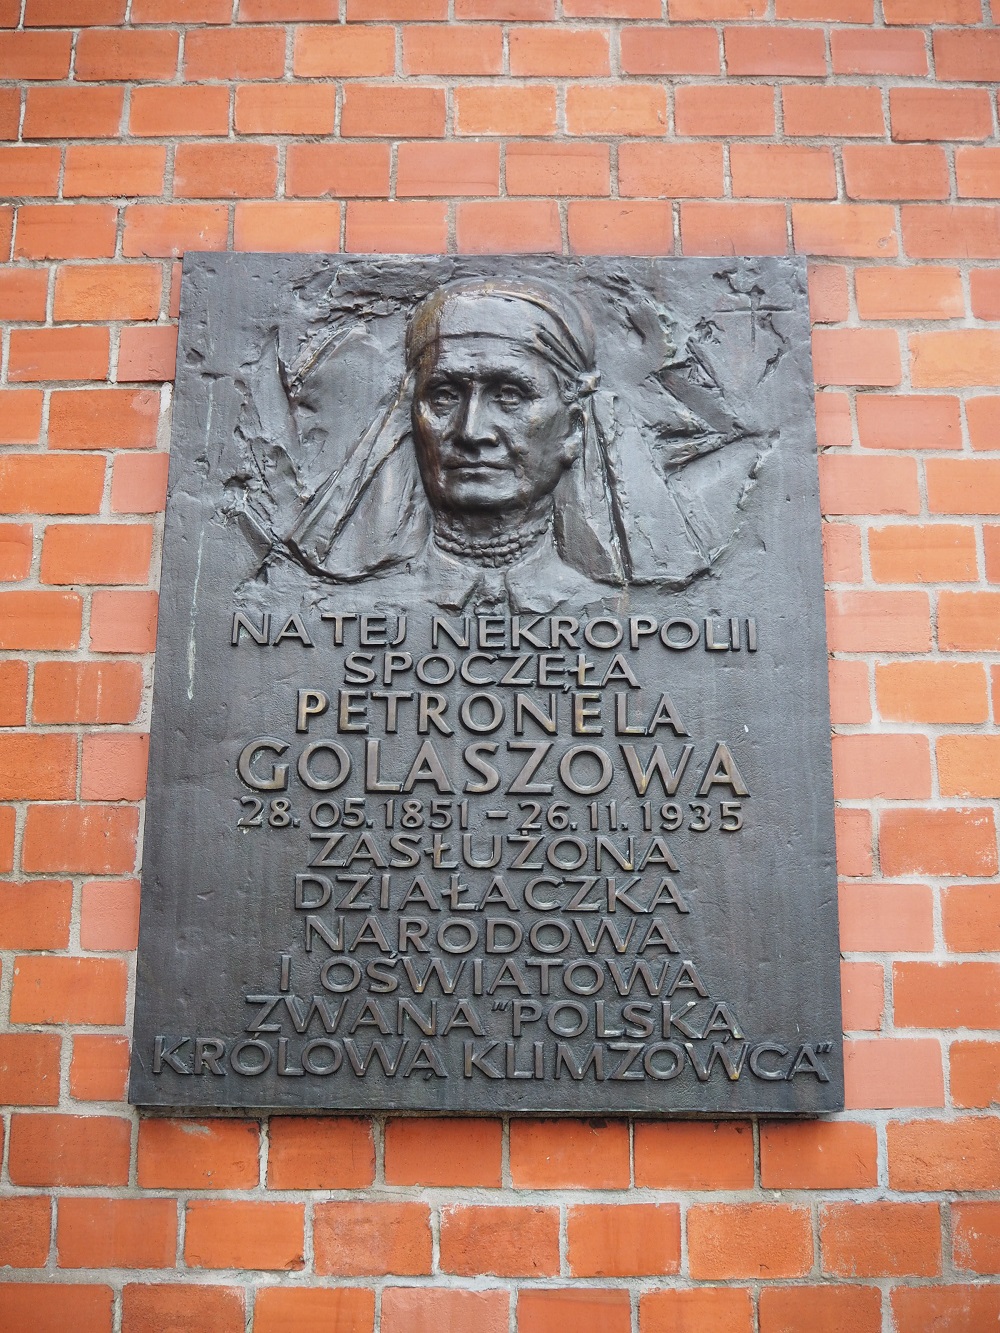 NA TEJ NEKROPOLII
SPOCZĘŁA
PETRONELA
GOLASZOWA
28.05.1851 - 26.11.1935
ZASŁUŻONA
DZIAŁACZKA
NARODOWA
I OŚWIATOWA
ZWANA "POLSKĄ
KRÓLOWĄ KLIMZOWCA"